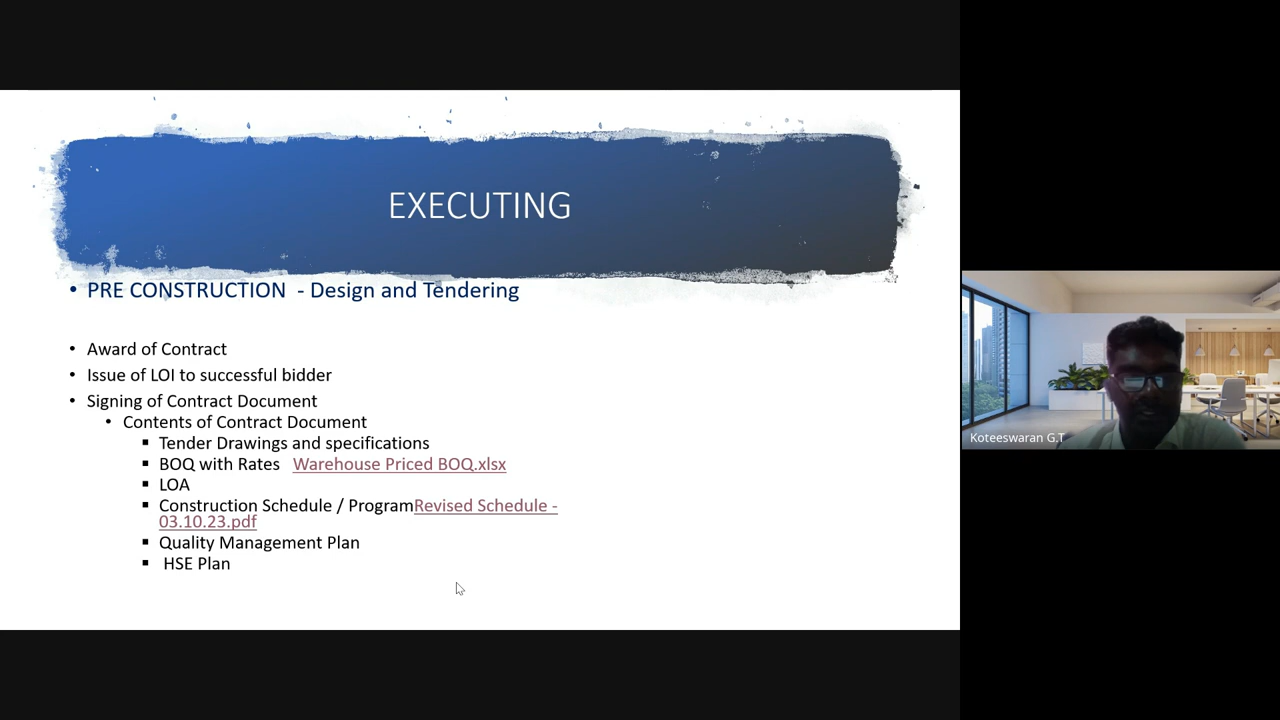 EXECUTING
• PRE CONSTRUCTION - Design and Tendering
• Award of Contract
• Issue of LOI to successful bidder
• Signing of Contract Document
• Contents of Contract Document
▪ Tender Drawings and specifications
▪ BOQ with Rates Warehouse Priced BOQ.xlsx
▪ LOA
▪ Construction Schedule / ProgramRevised Schedule -
03.10.23.pdf
▪ Quality Management Plan
▪ HSE Plan
Koteeswaran G.T